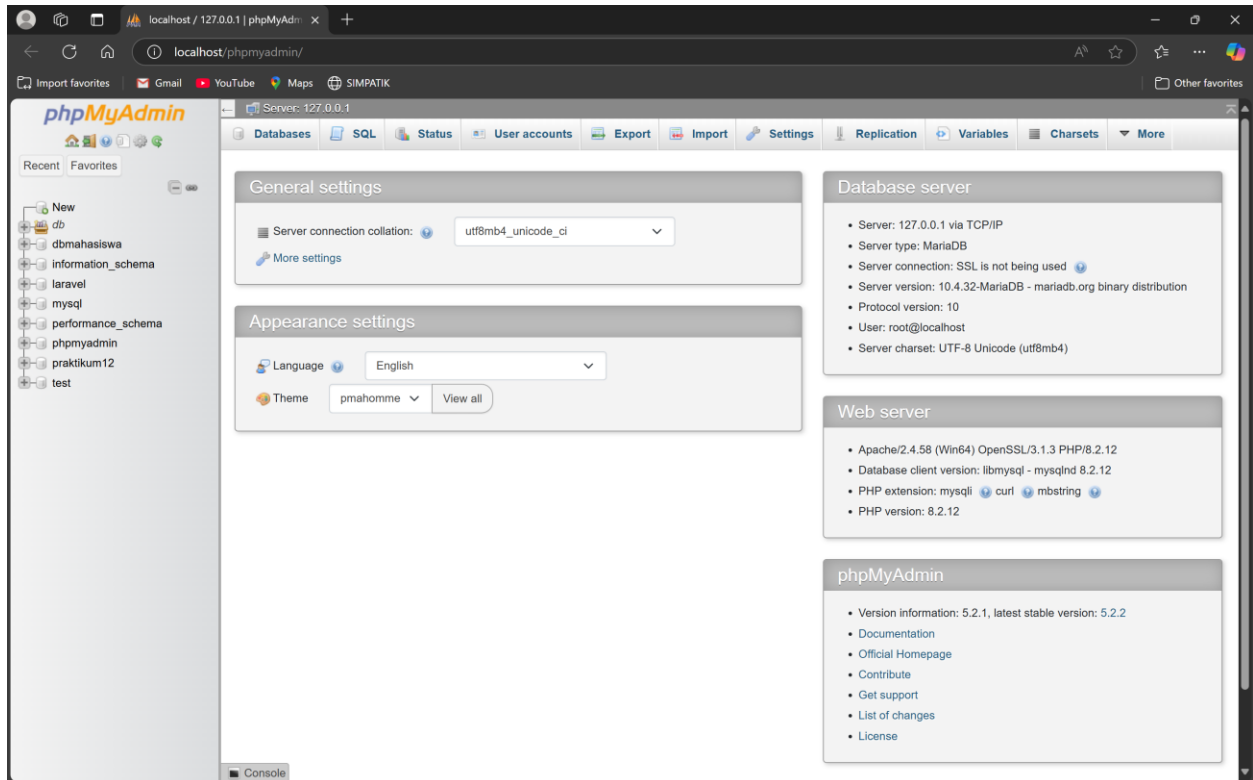 localhost / 127.0.0.1 | phpMyAdm
localhost/phpmyadmin/
Import favorites Gmail YouTube Maps SIMPATIK Other favorites
phpMyAdmin
Recent Favorites
New
db
dbmahasiswa
information_schema
laravel
mysql
performance_schema
phpmyadmin
praktikum12
test
Server: 127.0.0.1
Databases SQL Status User accounts Export Import Settings Replication Variables Charsets More
General settings
Server connection collation: utf8mb4_unicode_ci
More settings
Appearance settings
Language English
Theme pmahomme View all
Database server
• Server: 127.0.0.1 via TCP/IP
• Server type: MariaDB
• Server connection: SSL is not being used
• Server version: 10.4.32-MariaDB - mariadb.org binary distribution
• Protocol version: 10
• User: root@localhost
• Server charset: UTF-8 Unicode (utf8mb4)
Web server
• Apache/2.4.58 (Win64) OpenSSL/3.1.3 PHP/8.2.12
• Database client version: libmysql - mysqlnd 8.2.12
• PHP extension: mysqli curl mbstring
• PHP version: 8.2.12
phpMyAdmin
• Version information: 5.2.1, latest stable version: 5.2.2
• Documentation
• Official Homepage
• Contribute
• Get support
• List of changes
• License
Console